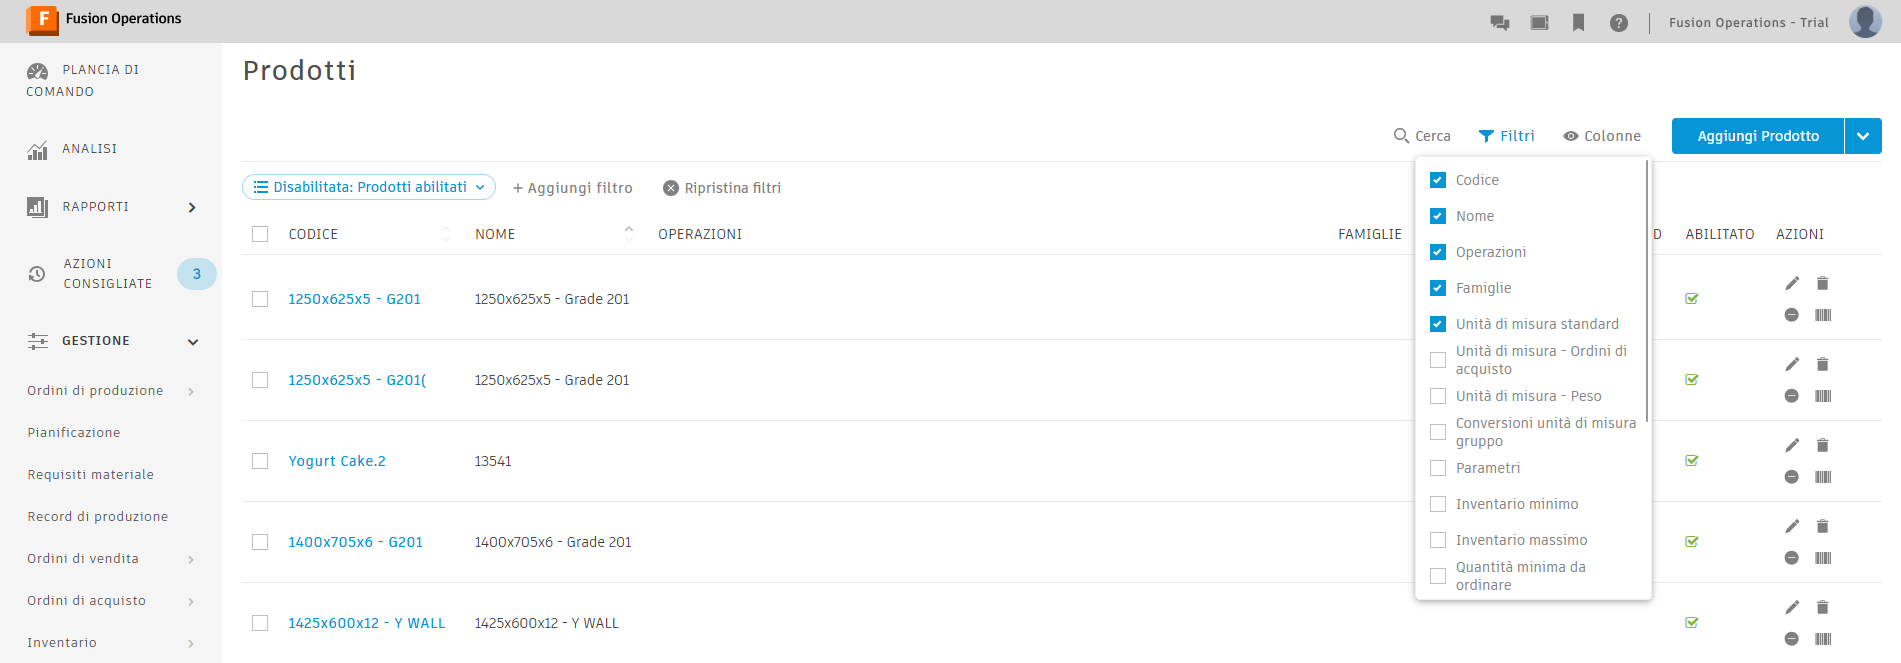 F Fusion Operations
Fusion Operations - Trial
PLANCIA DI
COMANDO
ANALISI
RAPPORTI
AZIONI
CONSIGLIATE
3
GESTIONE
Ordini di produzione
Pianificazione
Requisiti materiale
Record di produzione
Ordini di vendita
Ordini di acquisto
Inventario
Prodotti
Cerca
Filtri
Colonne
Aggiungi Prodotto
Disabilitata: Prodotti abilitati
+ Aggiungi filtro
Ripristina filtri
CODICE
NOME
OPERAZIONI
FAMIGLIE
D
ABILITATO
AZIONI
1250x625x5 - G201
1250x625x5 - Grade 201
1250x625x5 - G201(
1250x625x5 - Grade 201
Yogurt Cake.2
13541
1400x705x6 - G201
1400x705x6 - Grade 201
1425x600x12 - Y WALL
1425x600x12 - Y WALL
Codice
Nome
Operazioni
Famiglie
Unità di misura standard
Unità di misura - Ordini di
acquisto
Unità di misura - Peso
Conversioni unità di misura
gruppo
Parametri
Inventario minimo
Inventario massimo
Quantità minima da
ordinare